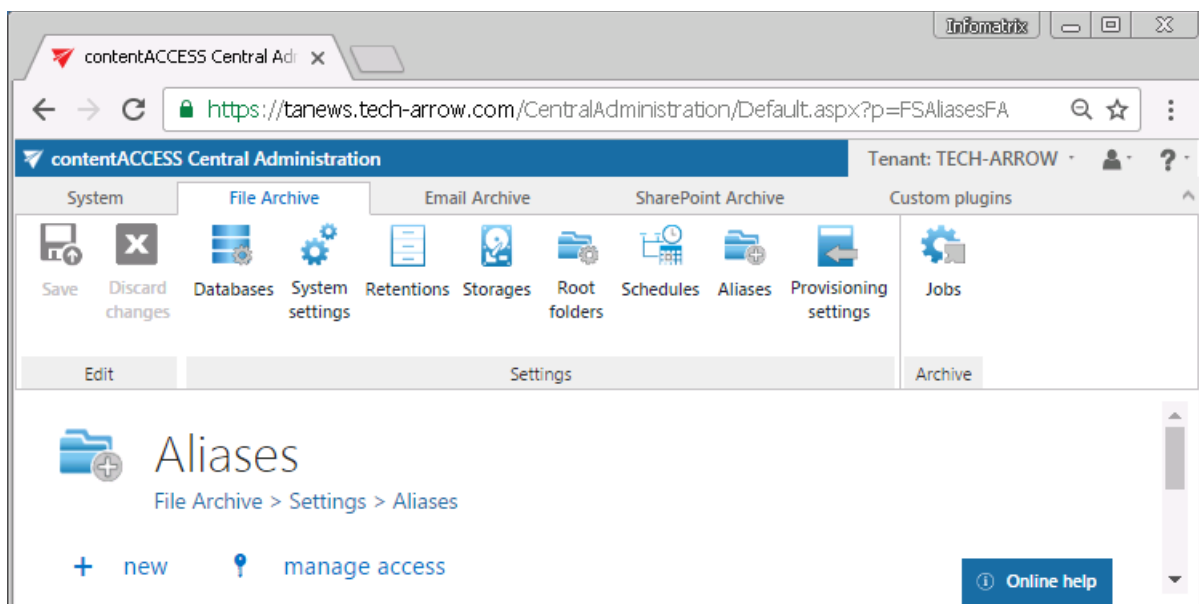 Infomatrix
contentACCESS Central Adr
https://tanews.tech-arrow.com/CentralAdministration/Default.aspx?p=FSAliasesFA
contentACCESS Central Administration
Tenant: TECH-ARROW
?
System
File Archive
Email Archive
SharePoint Archive
Custom plugins
Save
Discard
changes
Databases
System
settings
Retentions
Storages
Root
folders
Schedules
Aliases
Provisioning
settings
Jobs
Edit
Settings
Archive
Aliases
File Archive > Settings > Aliases
+ new
manage access
Online help